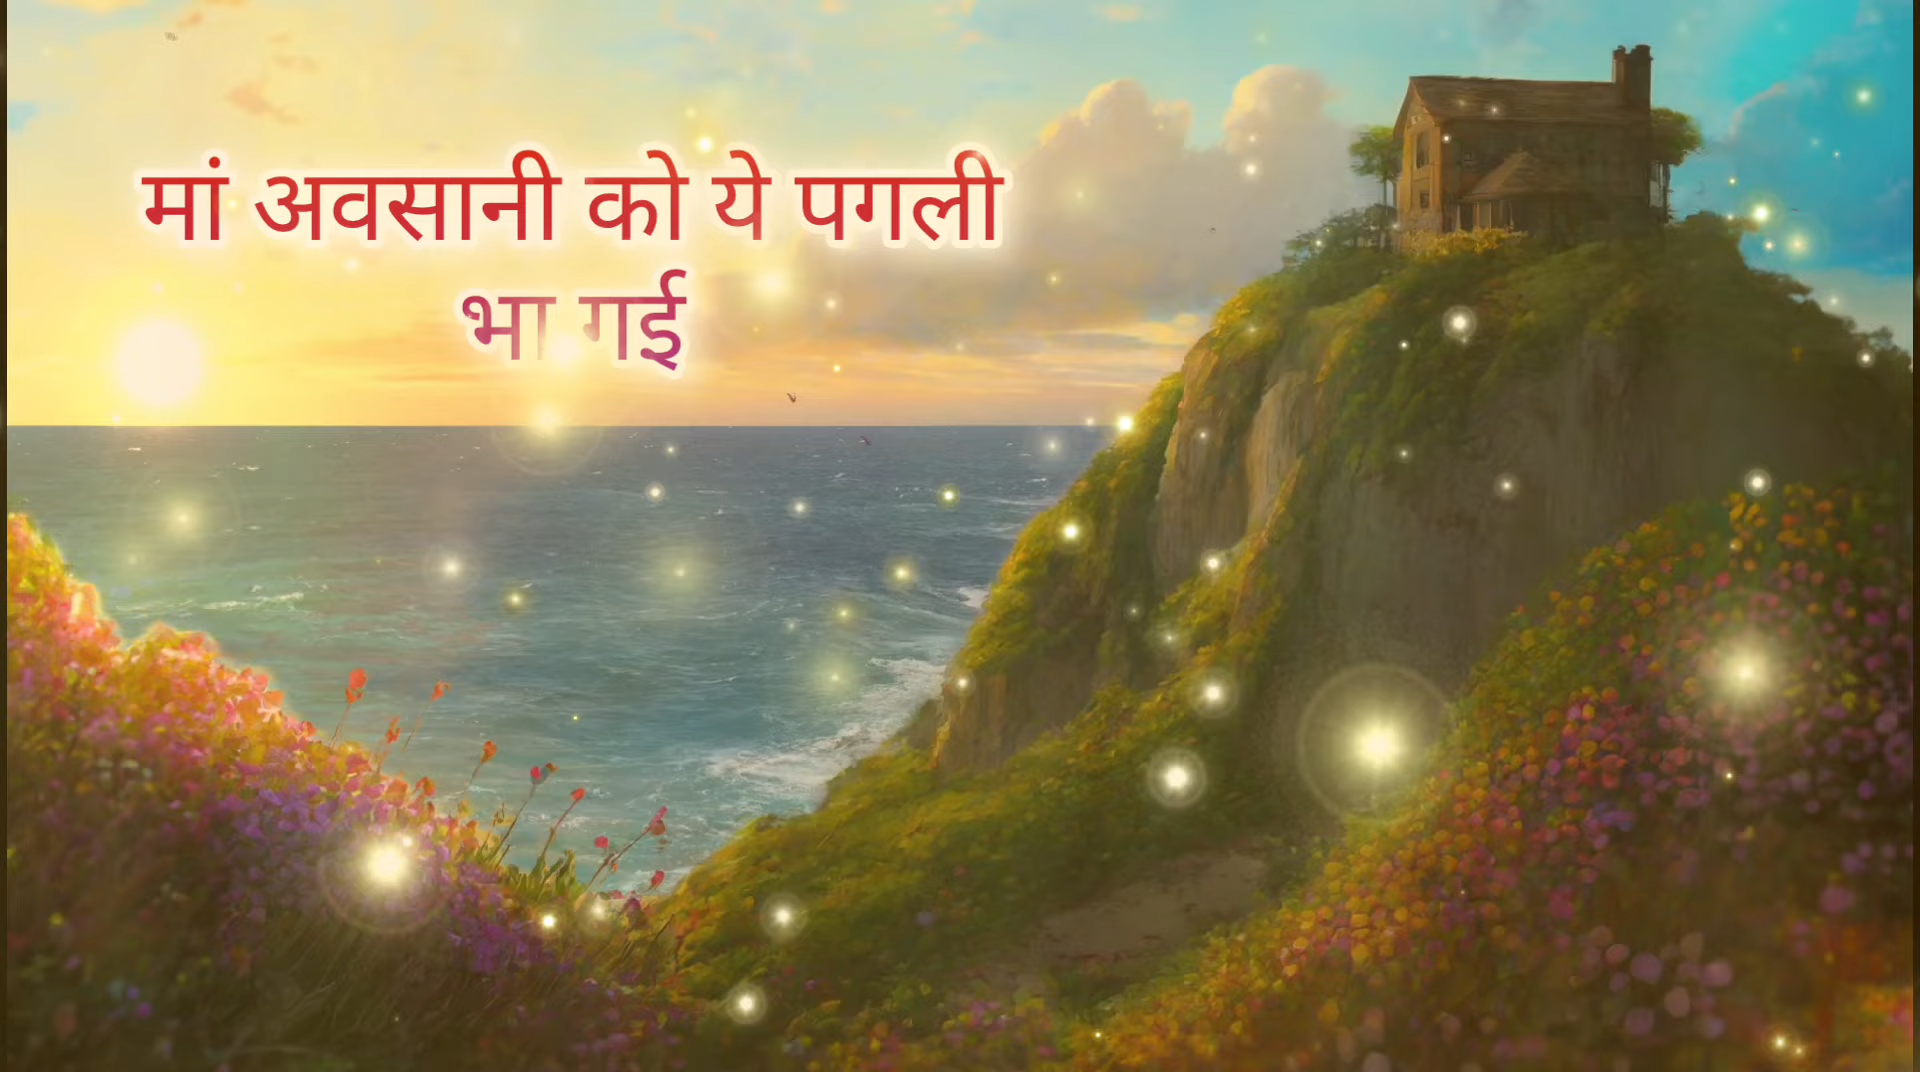 मां अवसानी को ये पगली
भा गई